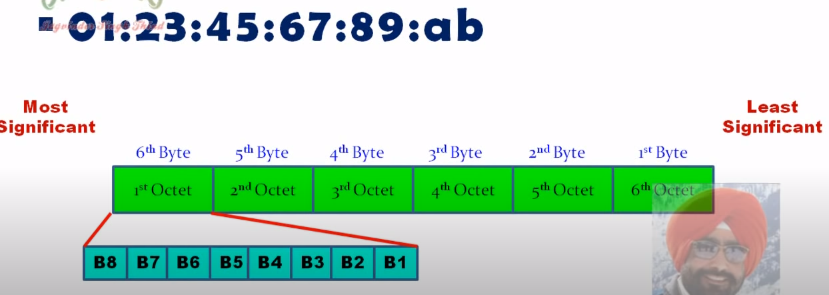 01:23:45:67:89:ab
Most
Significant
Least
Significant
6th Byte 5th Byte 4th Byte 3rd Byte 2nd Byte 1st Byte
1st Octet 2nd Octet 3rd Octet 4th Octet 5th Octet 6th Octet
B8 B7 B6 B5 B4 B3 B2 B1